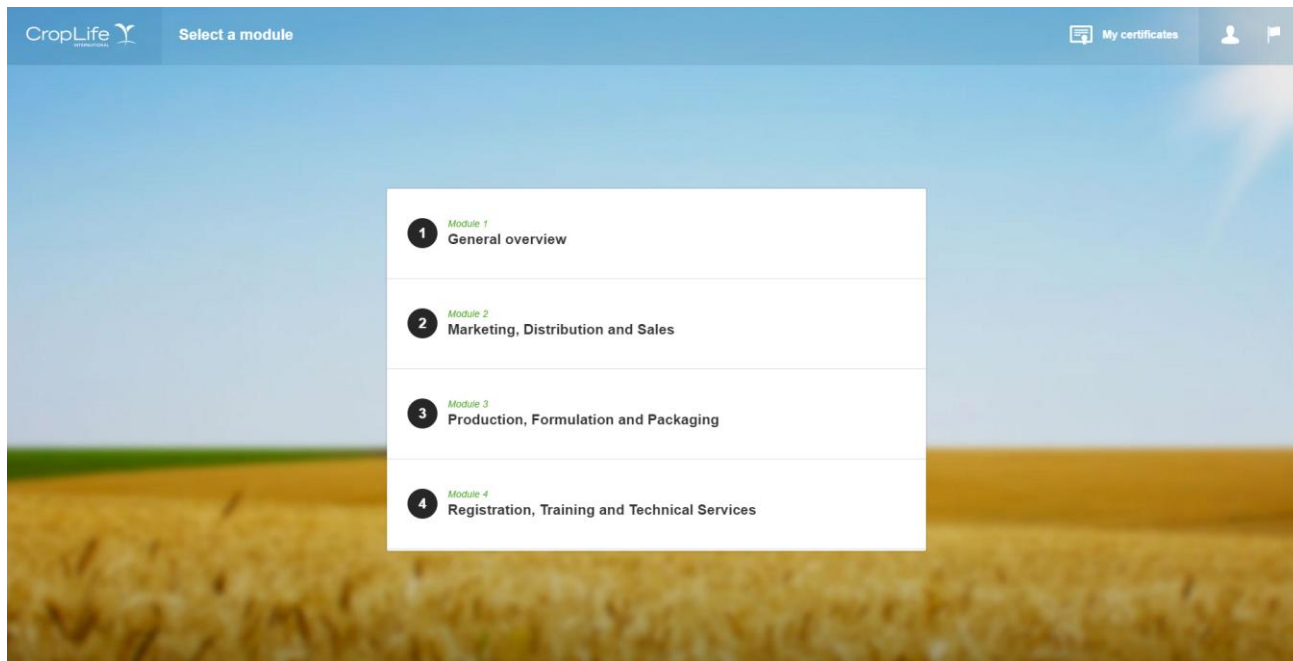 CropLife
INTERNATIONAL
Select a module
My certificates
1
Module 1
General overview
2
Module 2
Marketing, Distribution and Sales
3
Module 3
Production, Formulation and Packaging
4
Module 4
Registration, Training and Technical Services